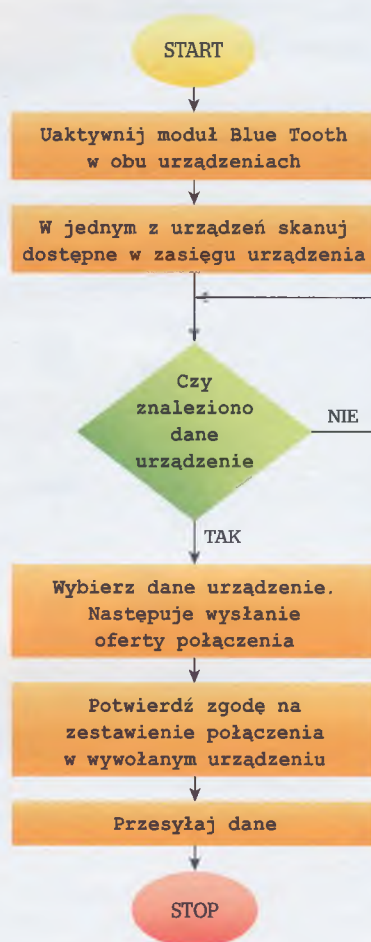 START
Uaktywnij moduł Blue Tooth
w obu urządzeniach
W jednym z urządzeń skanuj
dostępne w zasięgu urządzenia
Czy
znaleziono
dane
urządzenie
NIE
TAK
Wybierz dane urządzenie.
Następuje wysłanie
oferty połączenia
Potwierdź zgodę na
zestawienie połączenia
w wywołanym urządzeniu
Przesyłaj dane
STOP